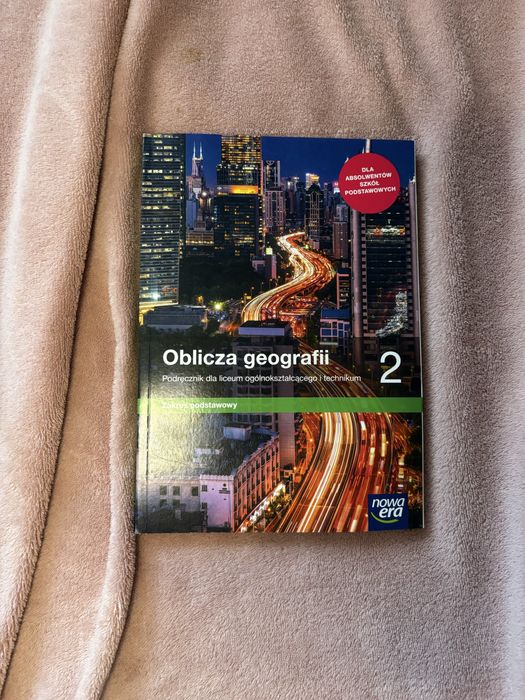 DLA
ABSOLWENTÓW
SZKÓŁ
PODSTAWOWYCH
Oblicza geografii
2
Podręcznik dla liceum ogólnokształcącego i technikum
Zakres podstawowy
nowa
era